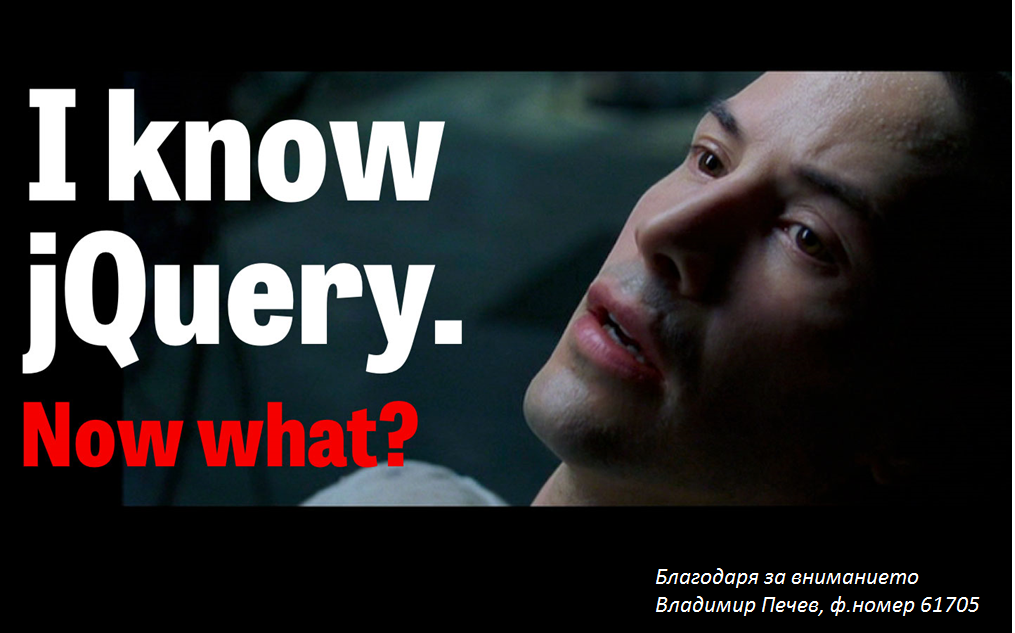 I know
jQuery.
Now what?
Благодаря за вниманието
Владимир Печев, ф.номер 61705